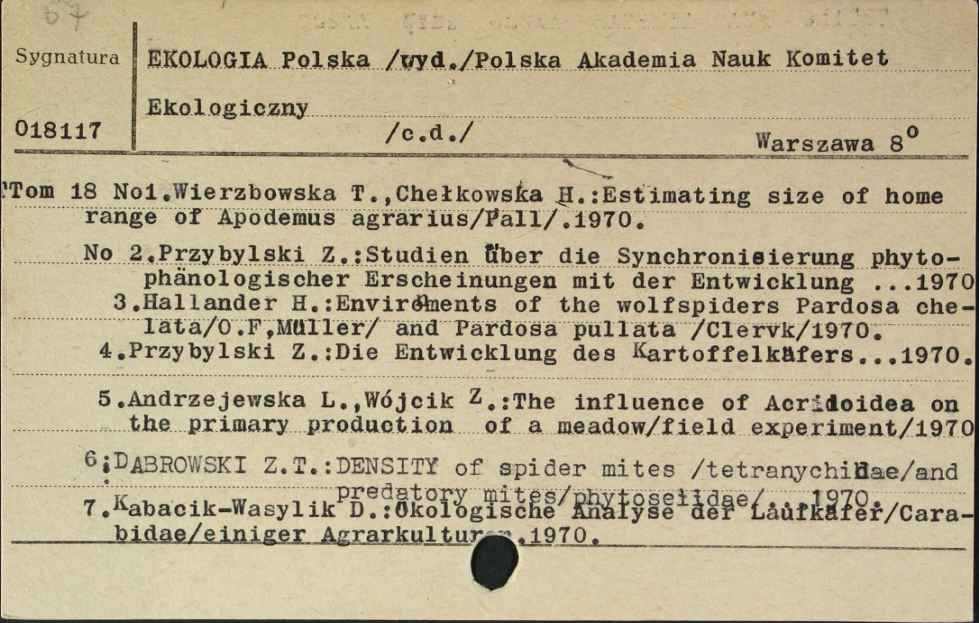 67
Sygnatura
EKOLOGIA Polska /wyd./Polska Akademia Nauk Komitet
Ekologiczny
018117
/c.d./
Warszawa 8°
Tom 18 No1.Wierzbowska T.,Chełkowska H.:Estimating size of home
range of Apodemus agrarius/Pall/.1970.
No 2.Przybylski Z.:Studien über die Synchronisierung phyto-
phänologischer Erscheinungen mit der Entwicklung ...1970
3.Hallander H.:Enviroments of the wolfspiders Pardosa che-
lata/O.F,Müller/ and Pardosa pullata /Clervk/1970.
4.Przybylski Z.:Die Entwicklung des Kartoffelkäfers...1970.
5.Andrzejewska L.,Wójcik Z.:The influence of Acridoidea on
the primary production of a meadow/field experiment/1970
6.DABROWSKI Z.T.:DENSITY of spider mites /tetranychidae/and
predatory mites/phytoseiidae/...1970.
7.Kabacik-Wasylik D.:Ökologische Analyse der Laufkäfer/Cara-
bidae/einiger Agrarkulturen.1970.